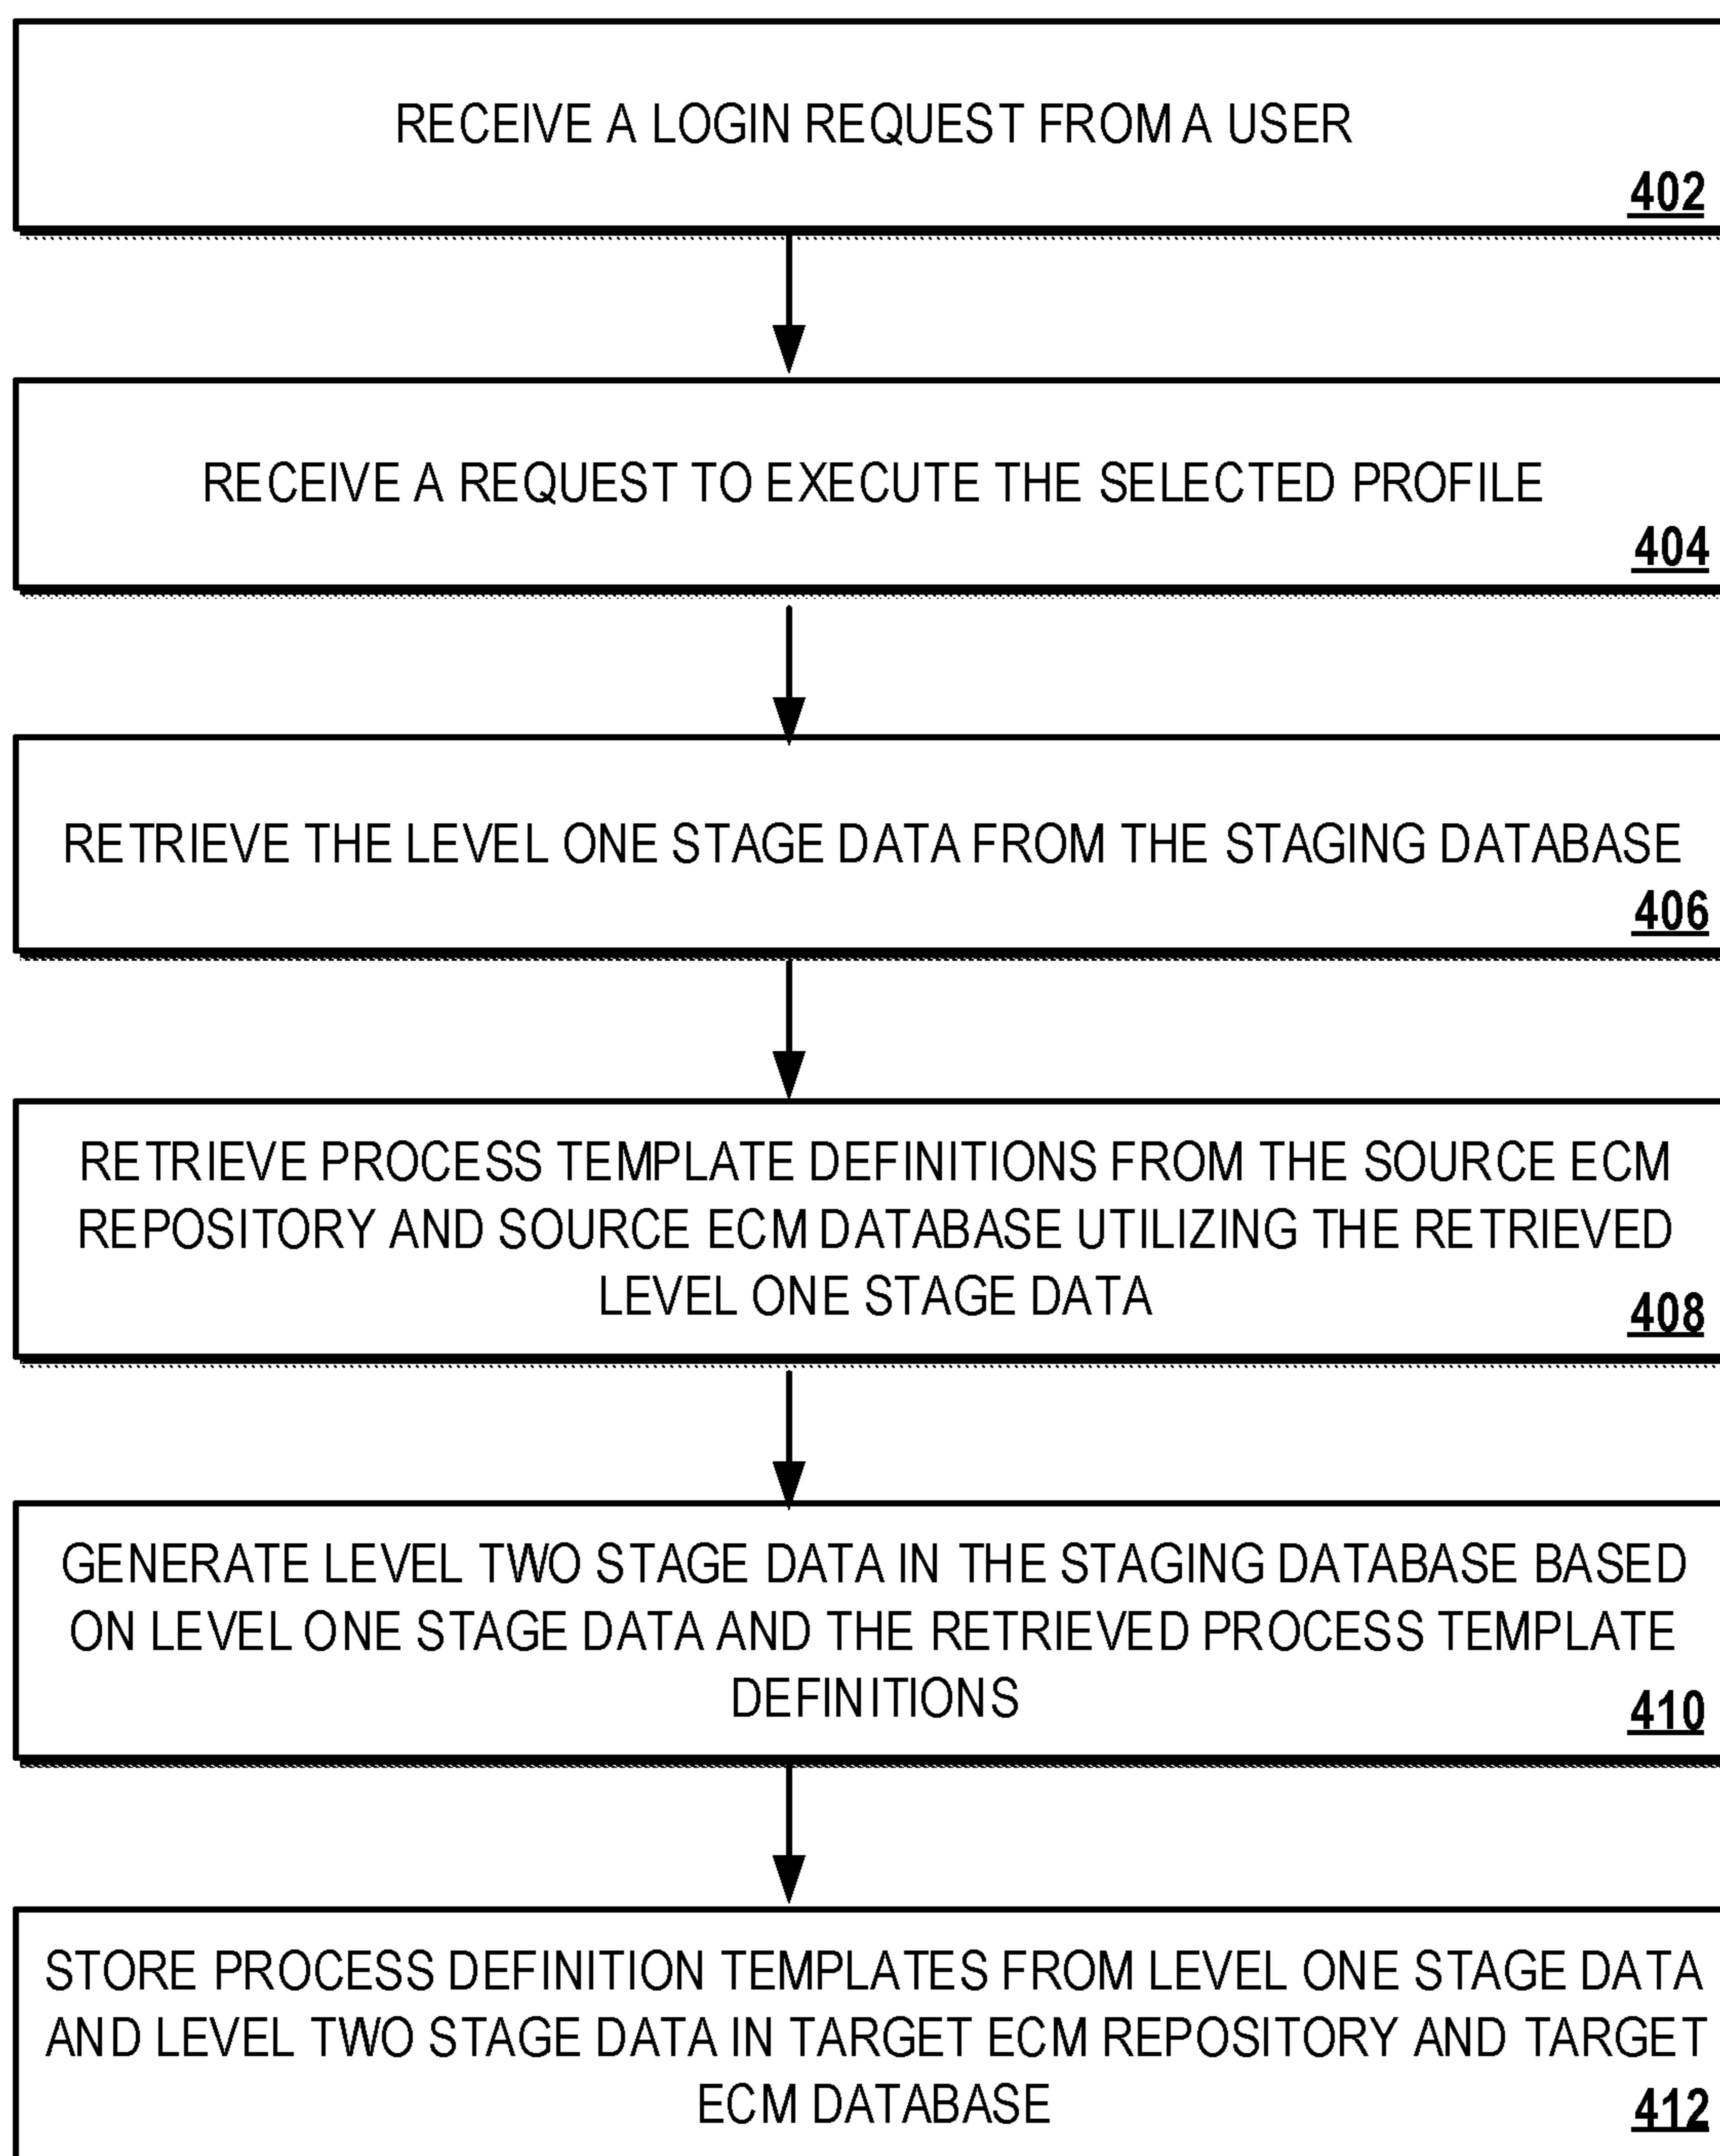 RECEIVE A LOGIN REQUEST FROM A USER
402
RECEIVE A REQUEST TO EXECUTE THE SELECTED PROFILE
404
RETRIEVE THE LEVEL ONE STAGE DATA FROM THE STAGING DATABASE
406
RETRIEVE PROCESS TEMPLATE DEFINITIONS FROM THE SOURCE ECM
REPOSITORY AND SOURCE ECM DATABASE UTILIZING THE RETRIEVED
LEVEL ONE STAGE DATA
408
GENERATE LEVEL TWO STAGE DATA IN THE STAGING DATABASE BASED
ON LEVEL ONE STAGE DATA AND THE RETRIEVED PROCESS TEMPLATE
DEFINITIONS
410
STORE PROCESS DEFINITION TEMPLATES FROM LEVEL ONE STAGE DATA
AND LEVEL TWO STAGE DATA IN TARGET ECM REPOSITORY AND TARGET
ECM DATABASE
412